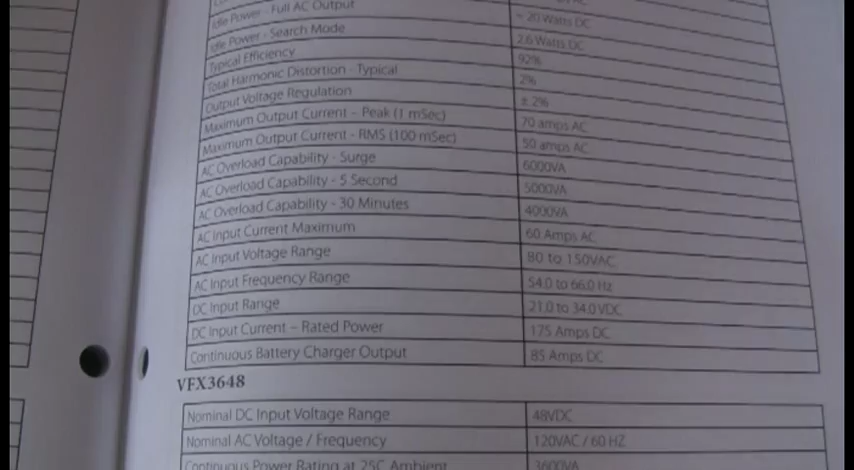 Idle Power - Full AC Output ~ 20 Watts DC
Idle Power - Search Mode 2.6 Watts DC
Typical Efficiency 92%
Total Harmonic Distortion - Typical 2%
Output Voltage Regulation ± 2%
Maximum Output Current – Peak (1 mSec) 70 amps AC
Maximum Output Current - RMS (100 mSec) 50 amps AC
AC Overload Capability - Surge 6000VA
AC Overload Capability - 5 Second 5000VA
AC Overload Capability - 30 Minutes 4000VA
AC Input Current Maximum 60 Amps AC
AC Input Voltage Range 80 to 150VAC
AC Input Frequency Range 54.0 to 66.0 Hz
DC Input Range 21.0 to 34.0 VDC
DC Input Current – Rated Power 175 Amps DC
Continuous Battery Charger Output 85 Amps DC
VFX3648
Nominal DC Input Voltage Range 48VDC
Nominal AC Voltage / Frequency 120VAC / 60 HZ
Continuous Power Rating at 25C Ambient 3600VA